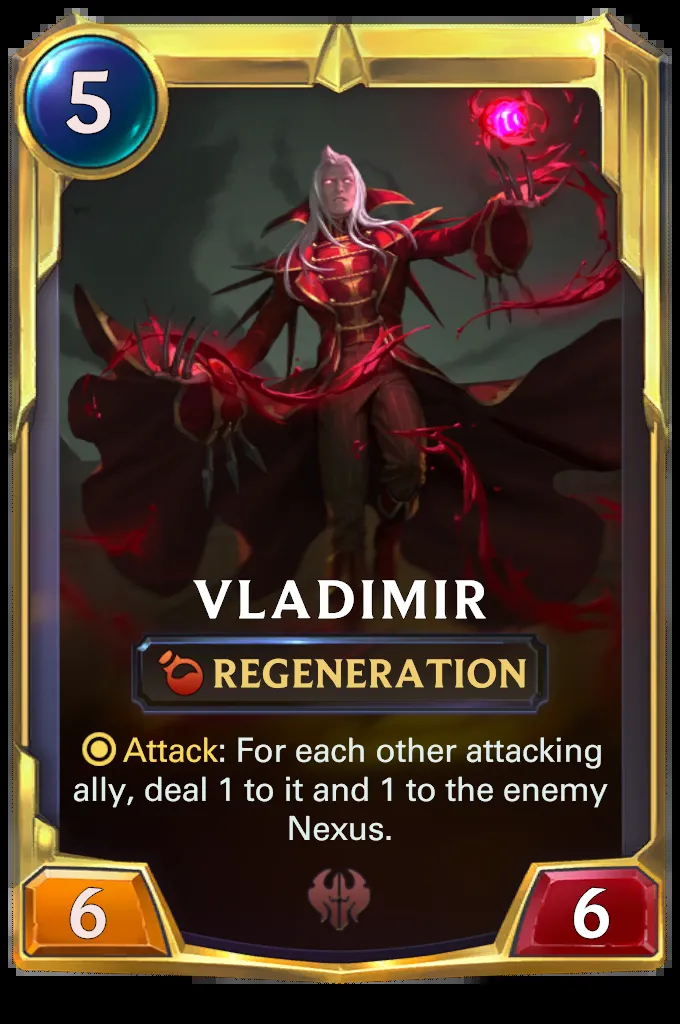 5
VLADIMIR
REGENERATION
Attack: For each other attacking
ally, deal 1 to it and 1 to the enemy
Nexus.
6
6